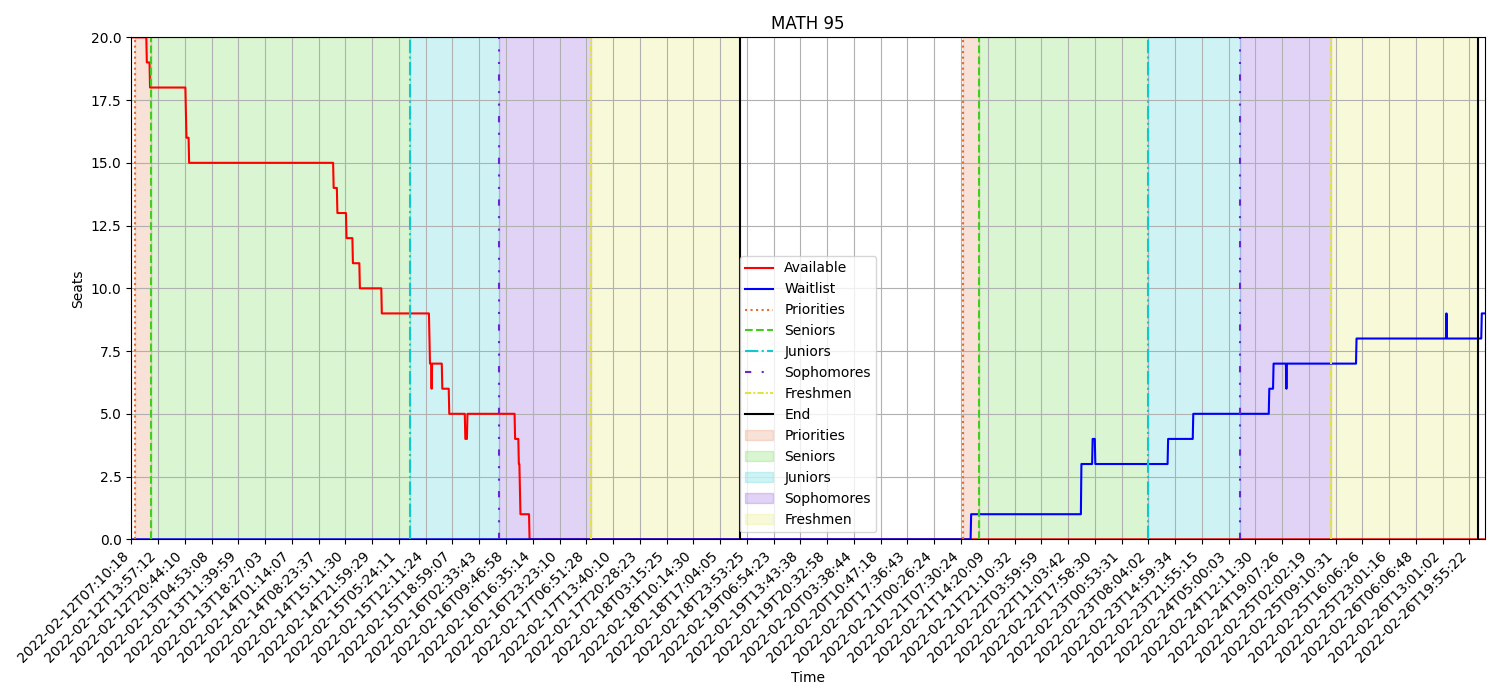 MATH 95
Seats
20.0
17.5
15.0
12.5
10.0
7.5
5.0
2.5
0.0
Available
Waitlist
Priorities
Seniors
Juniors
Sophomores
Freshmen
End
Priorities
Seniors
Juniors
Sophomores
Freshmen
2022-02-12T07:10:18
2022-02-12T13:57:12
2022-02-12T20:44:10
2022-02-13T04:53:08
2022-02-13T11:39:59
2022-02-13T18:27:03
2022-02-14T01:14:07
2022-02-14T08:23:37
2022-02-14T15:11:30
2022-02-14T21:59:29
2022-02-15T05:24:11
2022-02-15T12:11:24
2022-02-15T18:59:07
2022-02-16T02:33:43
2022-02-16T09:46:58
2022-02-16T16:35:14
2022-02-16T23:23:10
2022-02-17T06:51:28
2022-02-17T13:40:16
2022-02-17T20:28:23
2022-02-18T03:15:25
2022-02-18T10:14:30
2022-02-18T17:04:05
2022-02-18T23:53:25
2022-02-19T06:54:23
2022-02-19T13:43:38
2022-02-19T20:32:58
2022-02-20T03:38:44
2022-02-20T10:47:18
2022-02-20T17:36:43
2022-02-21T00:26:24
2022-02-21T07:30:24
2022-02-21T14:20:09
2022-02-21T21:10:32
2022-02-22T03:59:59
2022-02-22T11:03:42
2022-02-22T17:58:30
2022-02-23T00:53:31
2022-02-23T08:04:02
2022-02-23T14:59:34
2022-02-23T21:55:15
2022-02-24T05:00:03
2022-02-24T12:11:30
2022-02-24T19:07:26
2022-02-25T02:02:19
2022-02-25T09:10:31
2022-02-25T16:06:26
2022-02-25T23:01:16
2022-02-26T06:06:48
2022-02-26T13:01:02
2022-02-26T19:55:22
Time